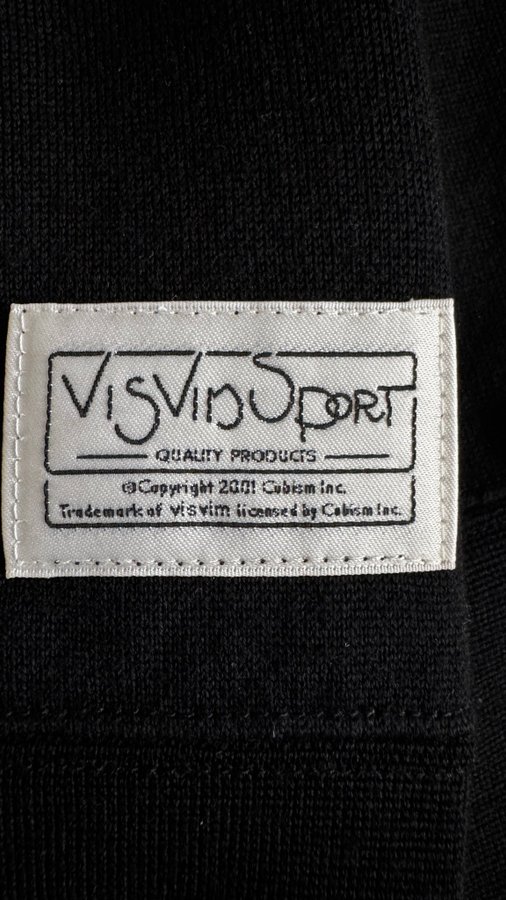 VISVIM SPORT
QUALITY PRODUCTS
©Copyright 2001 Cubism Inc.
Trademark of visvim licensed by Cubism Inc.